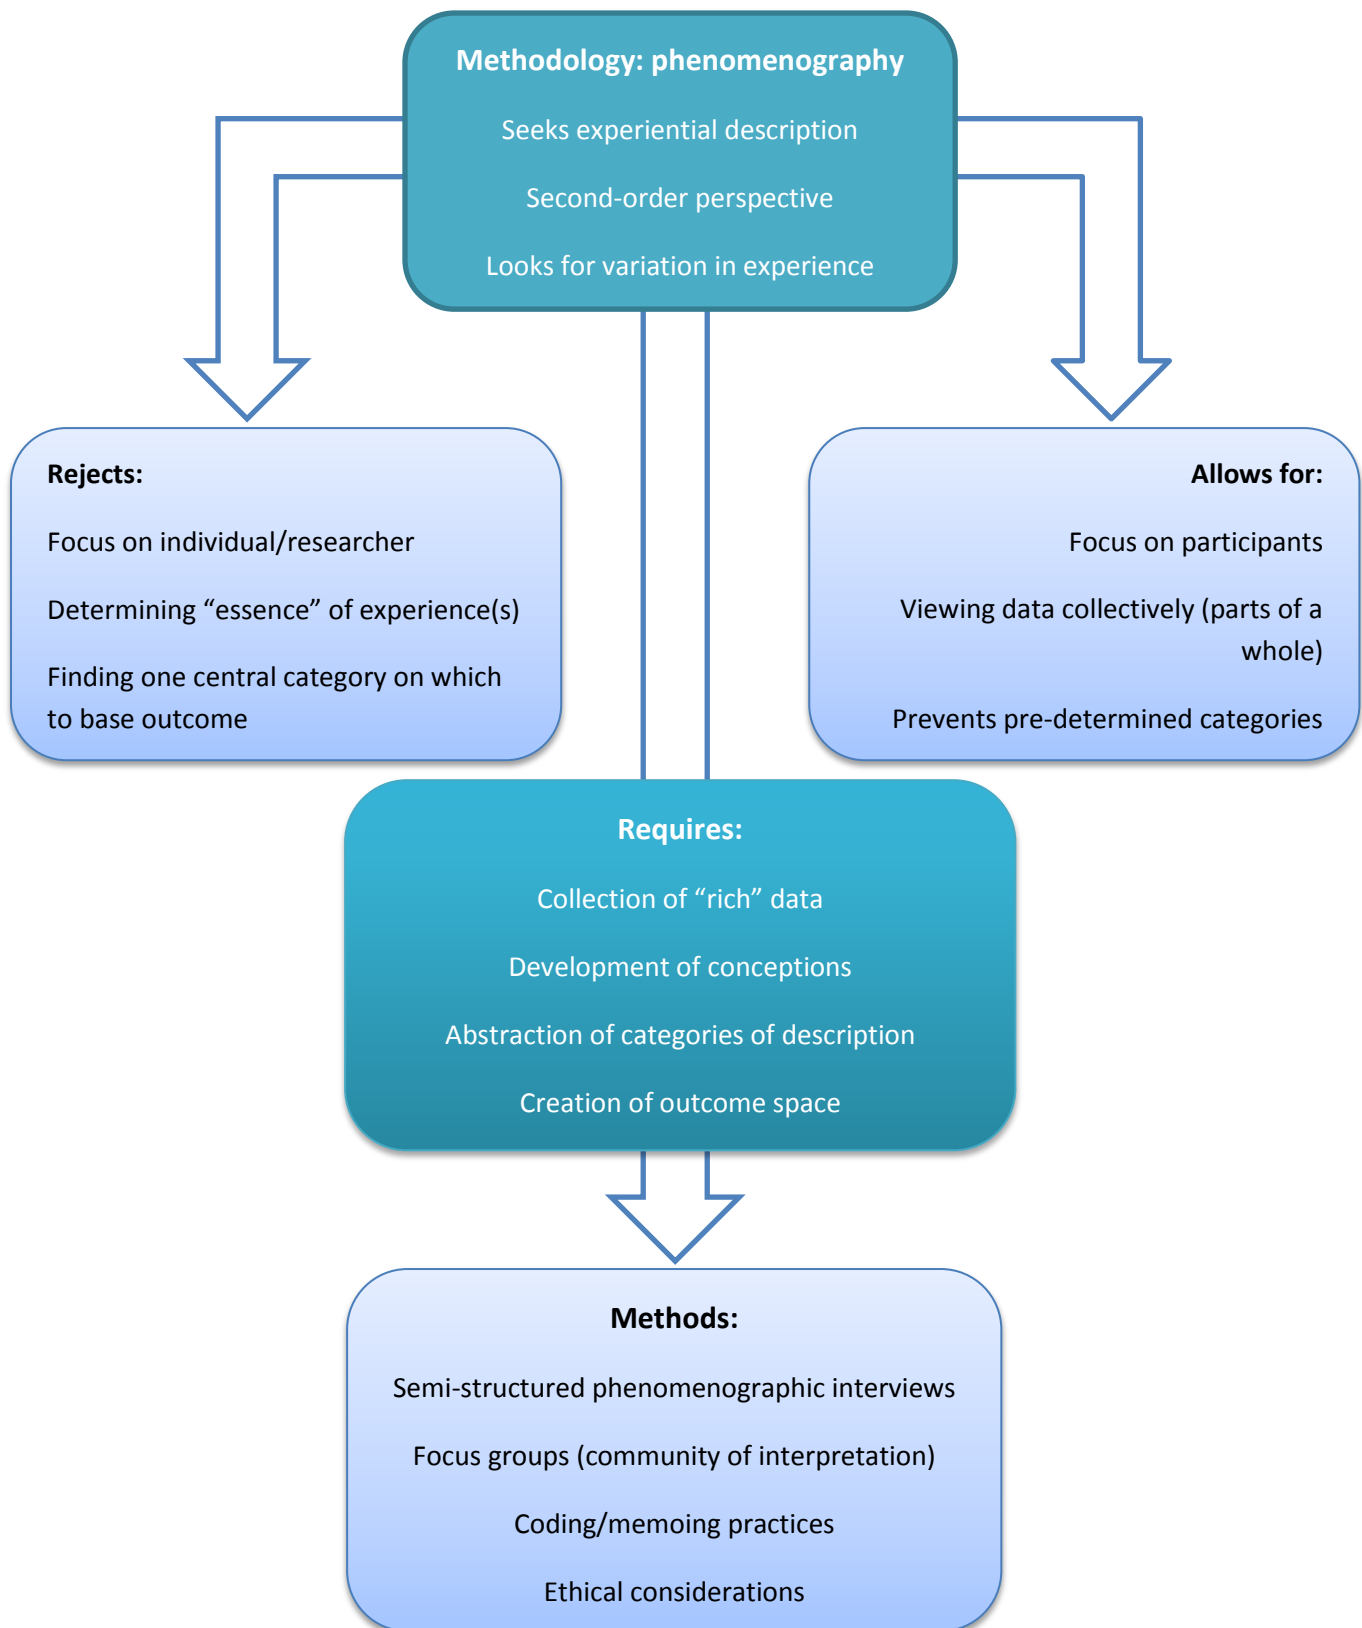 Methodology: phenomenography
Seeks experiential description
Second-order perspective
Looks for variation in experience
Rejects:
Focus on individual/researcher
Determining “essence” of experience(s)
Finding one central category on which
to base outcome
Allows for:
Focus on participants
Viewing data collectively (parts of a
whole)
Prevents pre-determined categories
Requires:
Collection of “rich” data
Development of conceptions
Abstraction of categories of description
Creation of outcome space
Methods:
Semi-structured phenomenographic interviews
Focus groups (community of interpretation)
Coding/memoing practices
Ethical considerations